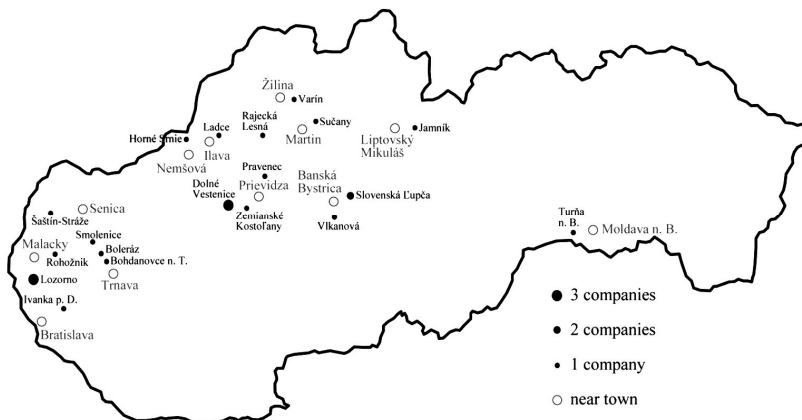 Žilina
Varín
Rajecká
Lesná
Sučany
Martin
Liptovský
Mikuláš
Jamník
Horné Srnie
Ladce
Ilava
Nemšová
Pravenec
Prievidza
Dolné
Vestenice
Zemianské
Kostoľany
Banská
Bystrica
Slovenská Ľupča
Vlkanová
Senica
Šaštín-Stráže
Smolenice
Malacky
Rohožník
Boleráz
Bohdanovce n. T.
Trnava
Lozorno
Ivanka p. D.
Bratislava
Turňa
n. B.
Moldava n. B.
3 companies
2 companies
1 company
near town